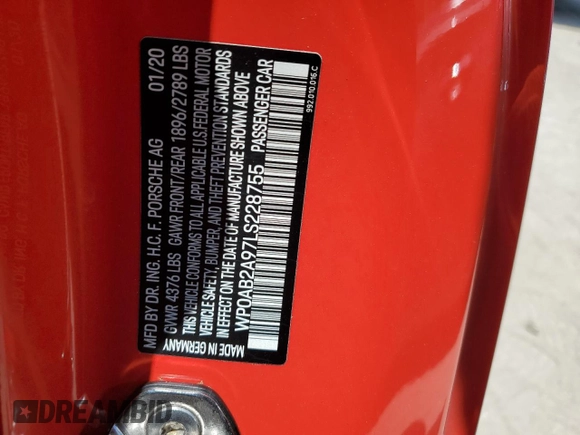 MFD BY DR. ING. H.C. F. PORSCHE AG 01/20
GVWR 4376 LBS GAWR FRONT/REAR 1896/2789 LBS
THIS VEHICLE CONFORMS TO ALL APPLICABLE U.S.FEDERAL MOTOR
VEHICLE SAFETY, BUMPER, AND THEFT PREVENTION STANDARDS
IN EFFECT ON THE DATE OF MANUFACTURE SHOWN ABOVE
WP0AB2A97LS228755 PASSENGER CAR
MADE IN GERMANY
992.010.016.C
DREAMBID